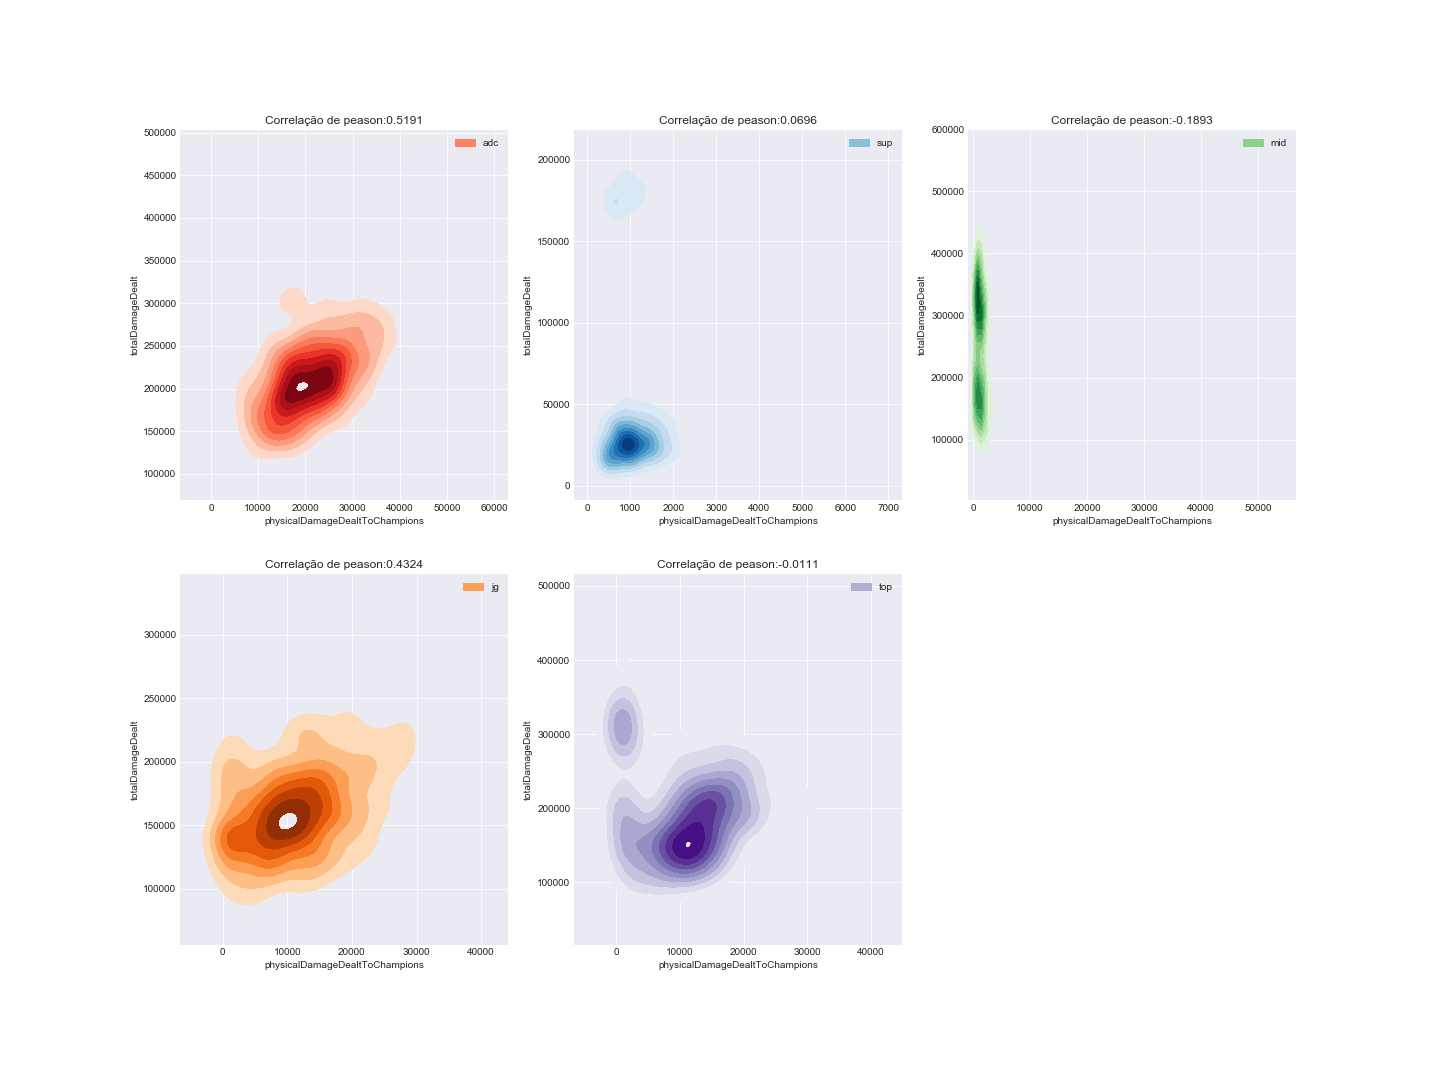 Correlação de peason:0.5191
adc
500000
450000
400000
350000
300000
250000
200000
150000
100000
totalDamageDealt
0 10000 20000 30000 40000 50000 60000
physicalDamageDealtToChampions
Correlação de peason:0.0696
sup
200000
150000
100000
50000
0
totalDamageDealt
0 1000 2000 3000 4000 5000 6000 7000
physicalDamageDealtToChampions
Correlação de peason:-0.1893
mid
600000
500000
400000
300000
200000
100000
totalDamageDealt
0 10000 20000 30000 40000 50000
physicalDamageDealtToChampions
Correlação de peason:0.4324
jg
300000
250000
200000
150000
100000
totalDamageDealt
0 10000 20000 30000 40000
physicalDamageDealtToChampions
Correlação de peason:-0.0111
top
500000
400000
300000
200000
100000
totalDamageDealt
0 10000 20000 30000 40000
physicalDamageDealtToChampions